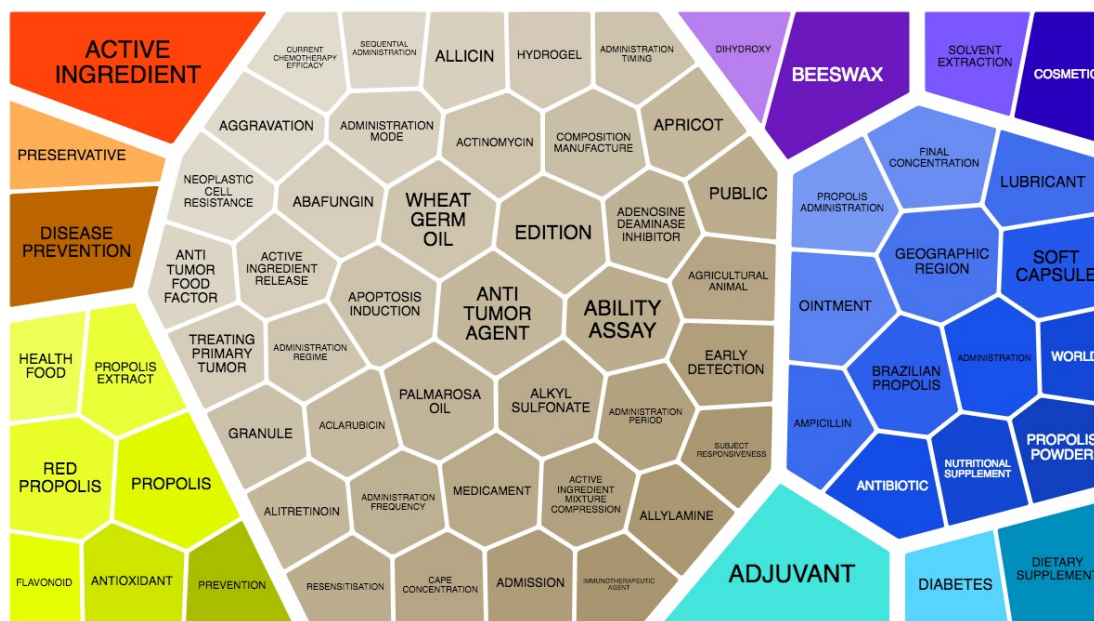 ACTIVE
INGREDIENT
PRESERVATIVE
DISEASE
PREVENTION
HEALTH
FOOD
PROPOLIS
EXTRACT
RED
PROPOLIS
PROPOLIS
FLAVONOID
ANTIOXIDANT
PREVENTION
CURRENT
CHEMOTHERAPY
EFFICACY
SEQUENTIAL
ADMINISTRATION
ALLICIN
HYDROGEL
ADMINISTRATION
TIMING
AGGRAVATION
ADMINISTRATION
MODE
ACTINOMYCIN
COMPOSITION
MANUFACTURE
APRICOT
NEOPLASTIC
CELL
RESISTANCE
ABAFUNGIN
WHEAT
GERM
OIL
EDITION
ADENOSINE
DEAMINASE
INHIBITOR
PUBLIC
ANTI
TUMOR
FOOD
FACTOR
ACTIVE
INGREDIENT
RELEASE
APOPTOSIS
INDUCTION
ANTI
TUMOR
AGENT
ABILITY
ASSAY
AGRICULTURAL
ANIMAL
TREATING
PRIMARY
TUMOR
ADMINISTRATION
REGIME
PALMAROSA
OIL
ALKYL
SULFONATE
EARLY
DETECTION
GRANULE
ACLARUBICIN
ADMINISTRATION
PERIOD
SUBJECT
RESPONSIVENESS
ALITRETINOIN
ADMINISTRATION
FREQUENCY
MEDICAMENT
ACTIVE
INGREDIENT
MIXTURE
COMPRESSION
ALLYLAMINE
RESENSITISATION
CAPE
CONCENTRATION
ADMISSION
IMMUNOTHERAPEUTIC
AGENT
DIHYDROXY
BEESWAX
SOLVENT
EXTRACTION
COSMETIC
FINAL
CONCENTRATION
LUBRICANT
PROPOLIS
ADMINISTRATION
GEOGRAPHIC
REGION
SOFT
CAPSULE
OINTMENT
BRAZILIAN
PROPOLIS
ADMINISTRATION
WORLD
AMPICILLIN
ANTIBIOTIC
NUTRITIONAL
SUPPLEMENT
PROPOLIS
POWDER
ADJUVANT
DIABETES
DIETARY
SUPPLEMENT